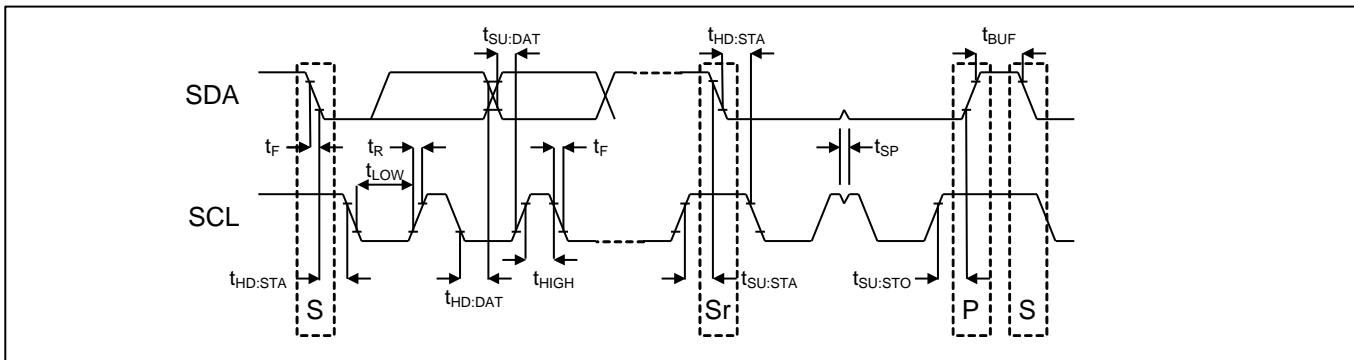 tSU:DAT tHD:STA tBUF
SDA
tF tR tF tSP
tLOW
SCL
tHD:STA tHD:DAT tHIGH tSU:STA tSU:STO
S Sr P S